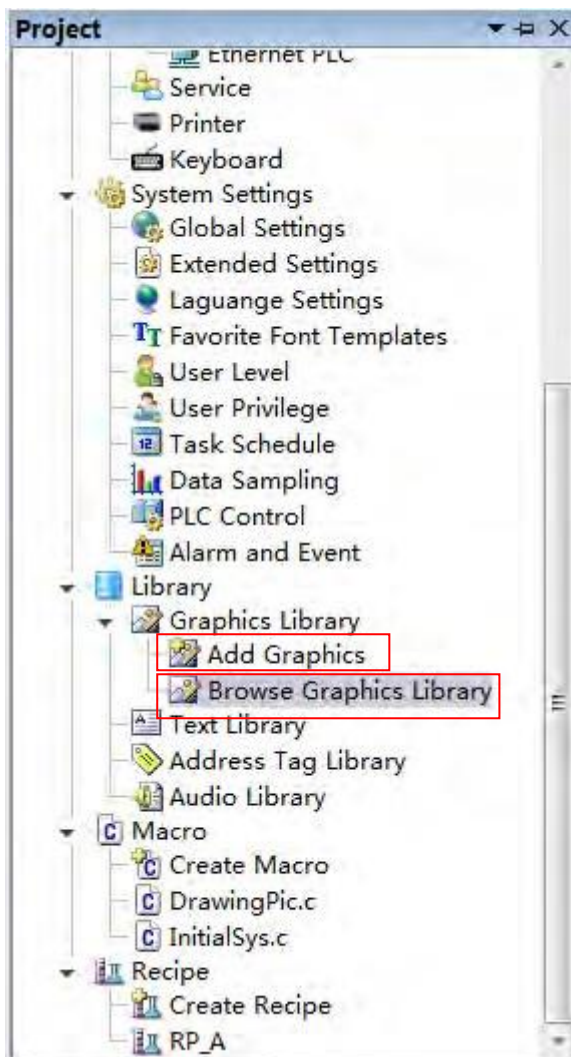 Project
Ethernet PLC
Service
Printer
Keyboard
System Settings
Global Settings
Extended Settings
Laguange Settings
Favorite Font Templates
User Level
User Privilege
Task Schedule
Data Sampling
PLC Control
Alarm and Event
Library
Graphics Library
Add Graphics
Browse Graphics Library
Text Library
Address Tag Library
Audio Library
Macro
Create Macro
DrawingPic.c
InitialSys.c
Recipe
Create Recipe
RP_A